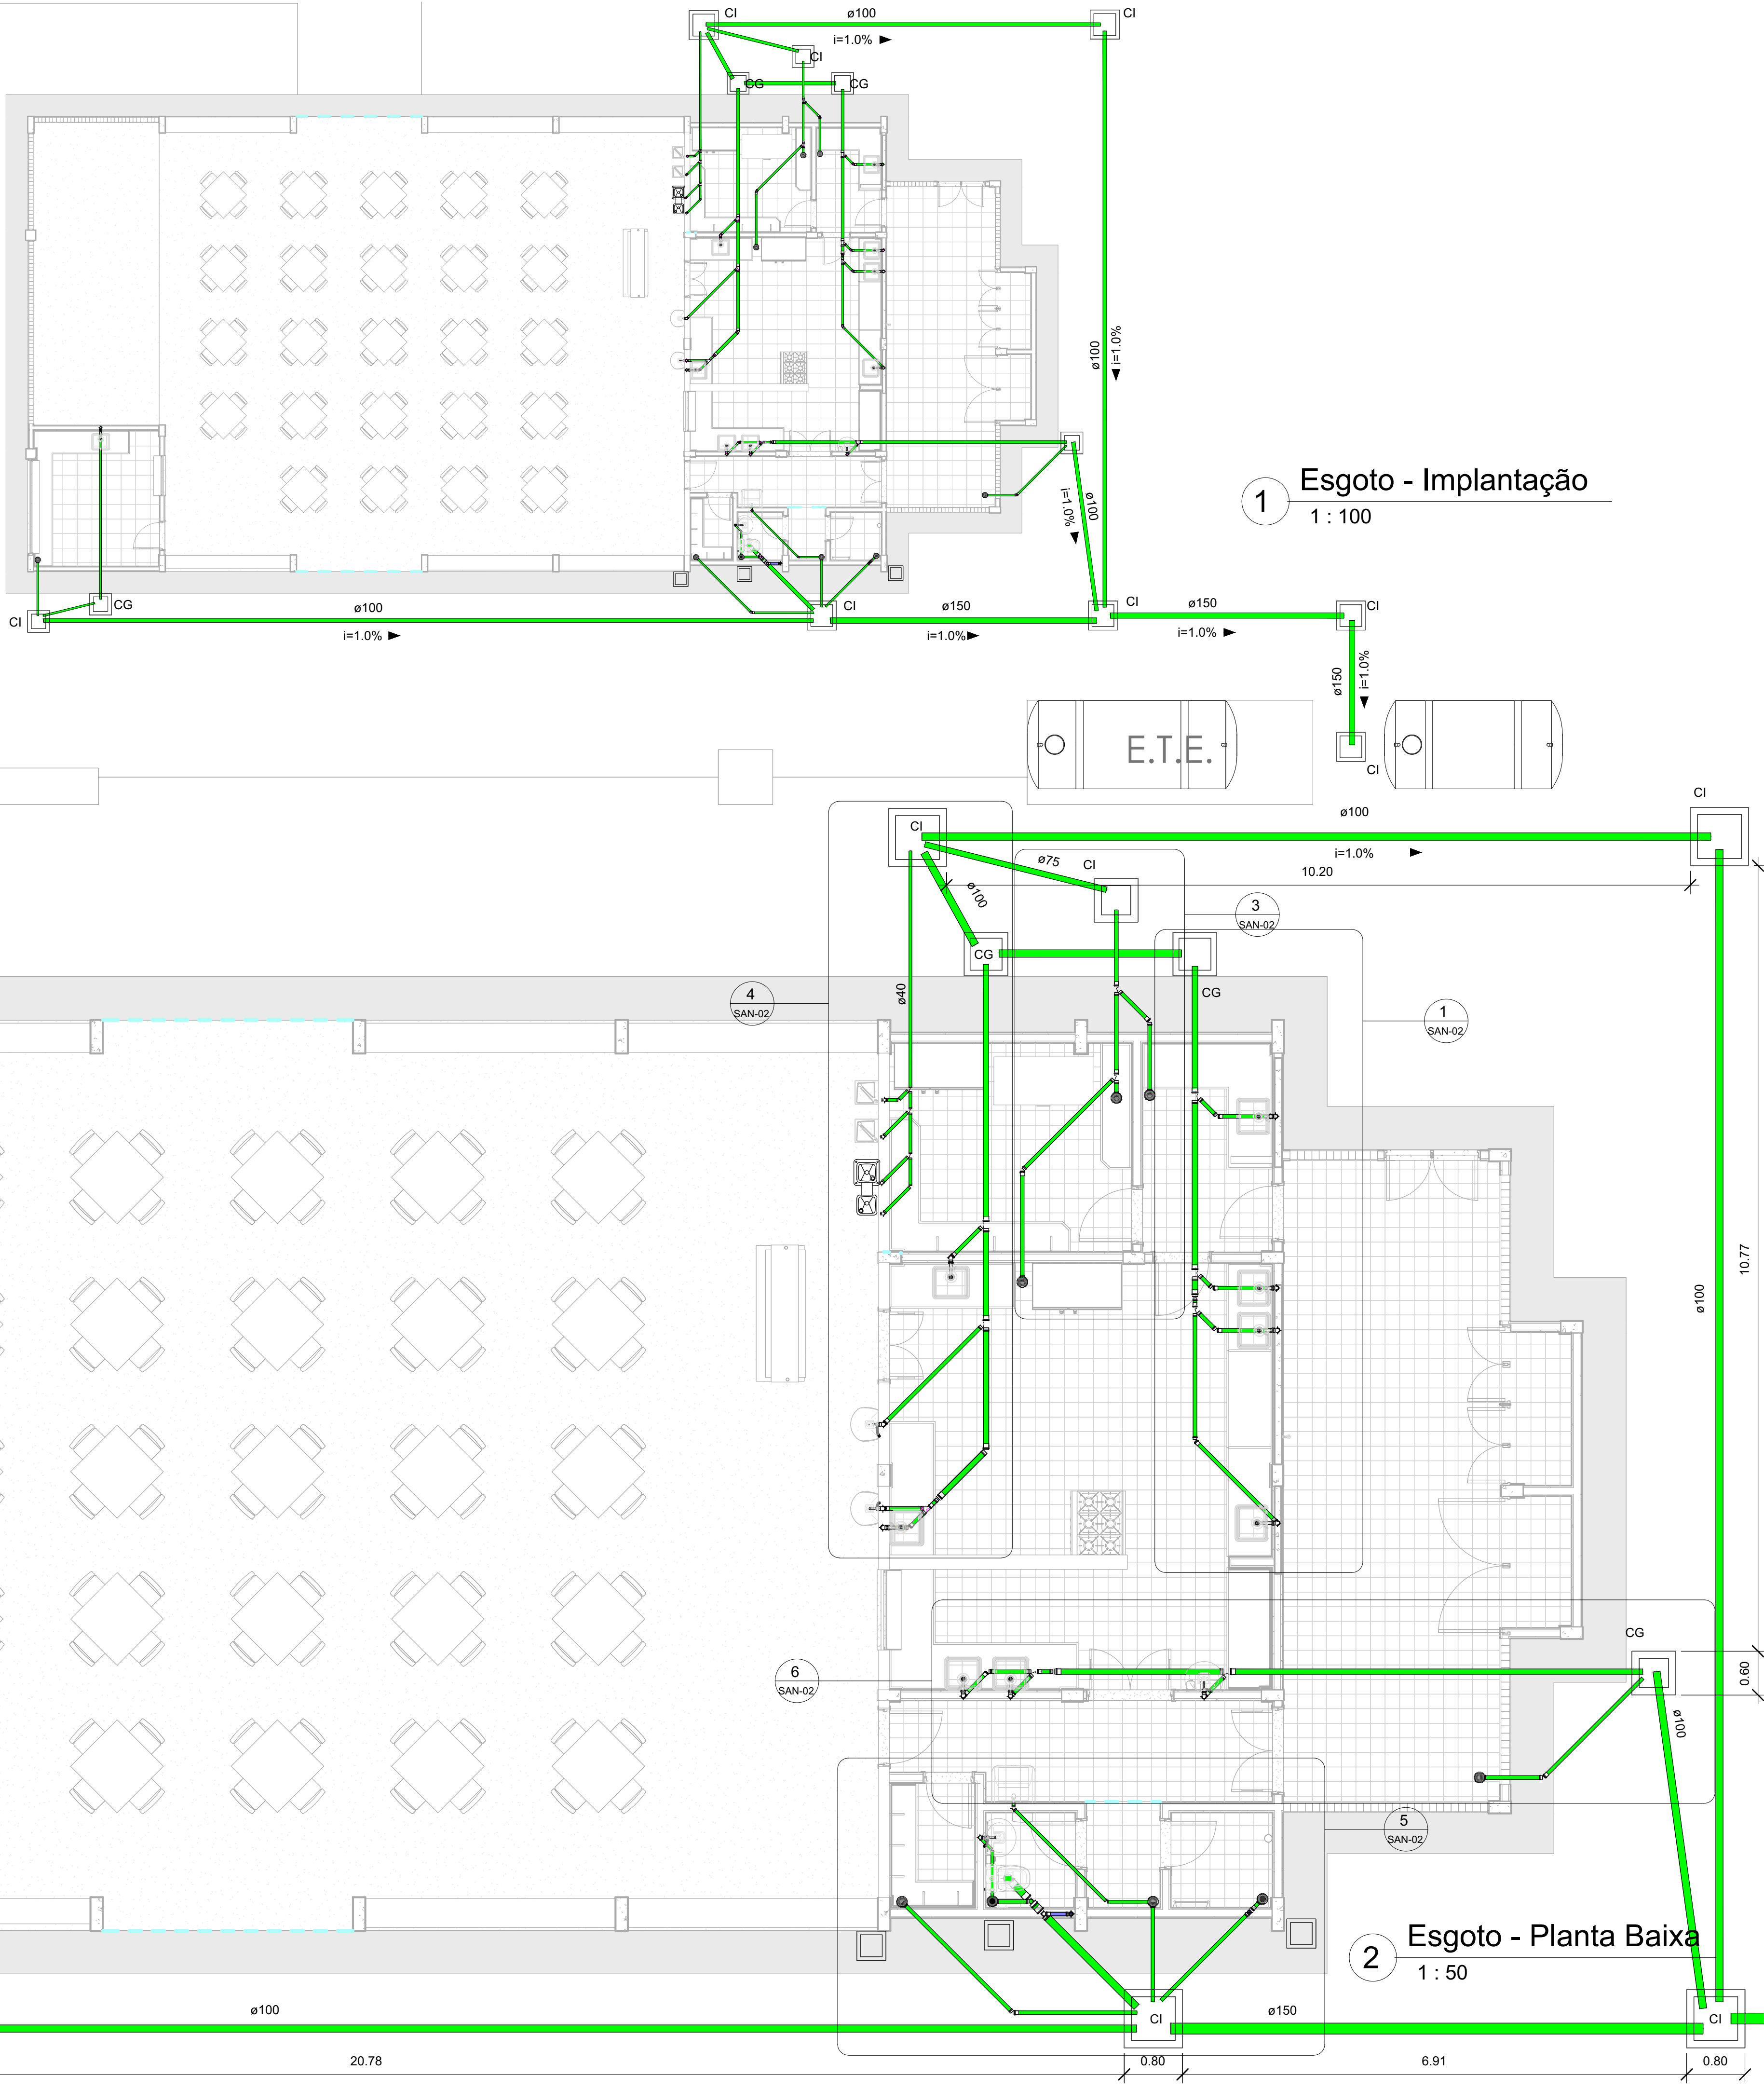 CI
ø100
CI
i=1.0%
CI
CG
CG
ø100
i=1.0%
1
Esgoto - Implantação
1 : 100
i=1.0%
ø100
CG
CI
ø100
i=1.0%
CI
ø150
i=1.0%
CI
ø150
i=1.0%
CI
ø150
i=1.0%
E.T.E.
CI
CI
ø100
CI
i=1.0%
ø75
CI
10.20
ø100
3
SAN-02
CG
4
SAN-02
ø40
CG
1
SAN-02
10.77
ø100
CG
6
SAN-02
0.60
ø100
5
SAN-02
2
Esgoto - Planta Baixa
1 : 50
ø100
CI
ø150
CI
20.78
0.80
6.91
0.80